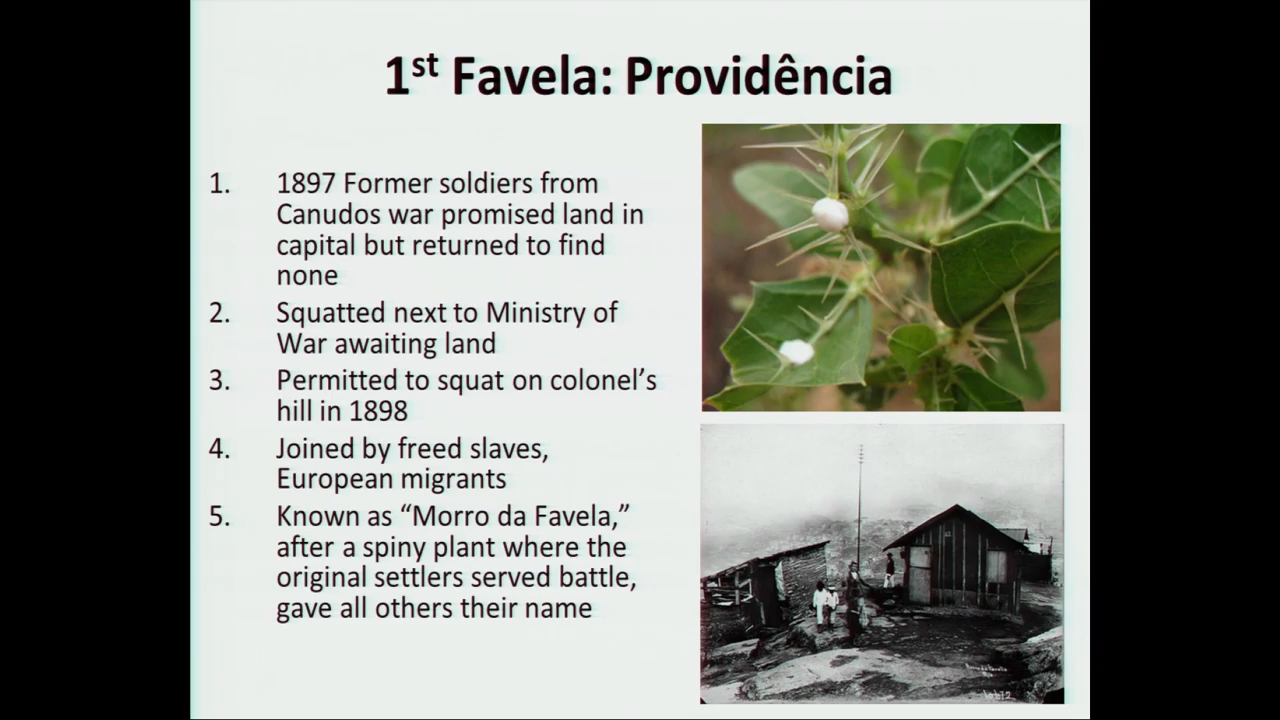 1st Favela: Providência
1. 1897 Former soldiers from
Canudos war promised land in
capital but returned to find
none
2. Squatted next to Ministry of
War awaiting land
3. Permitted to squat on colonel’s
hill in 1898
4. Joined by freed slaves,
European migrants
5. Known as “Morro da Favela,”
after a spiny plant where the
original settlers served battle,
gave all others their name